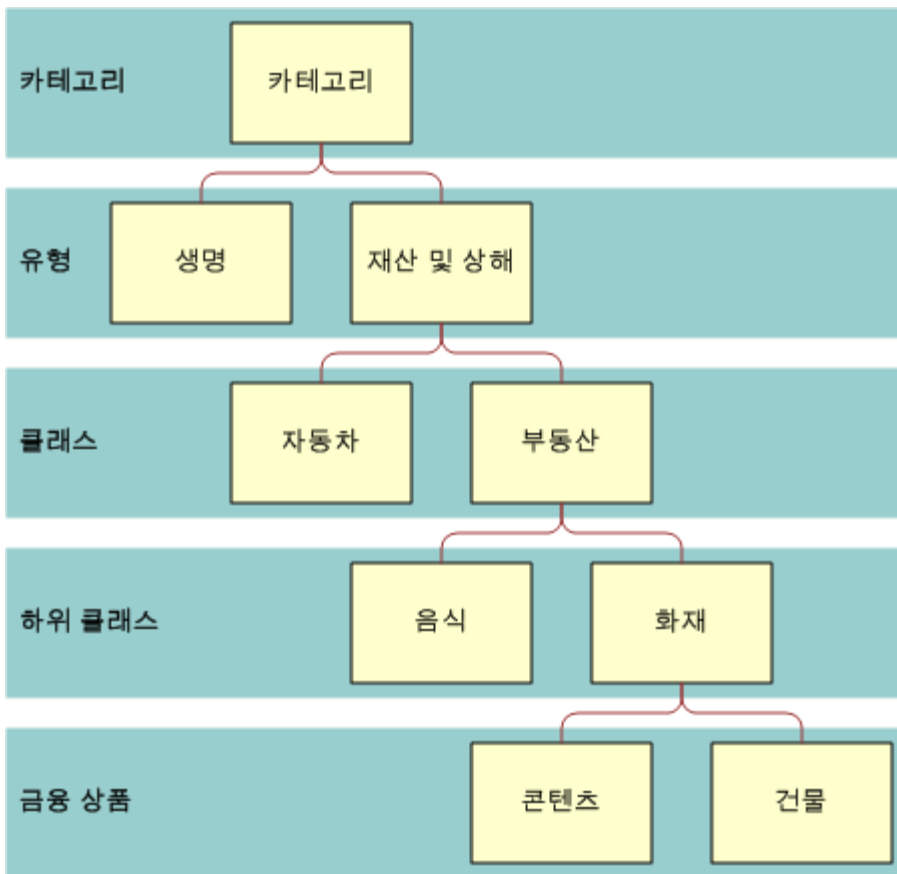 카테고리
카테고리
유형
생명
재산 및 상해
클래스
자동차
부동산
하위 클래스
음식
화재
금융 상품
콘텐츠
건물